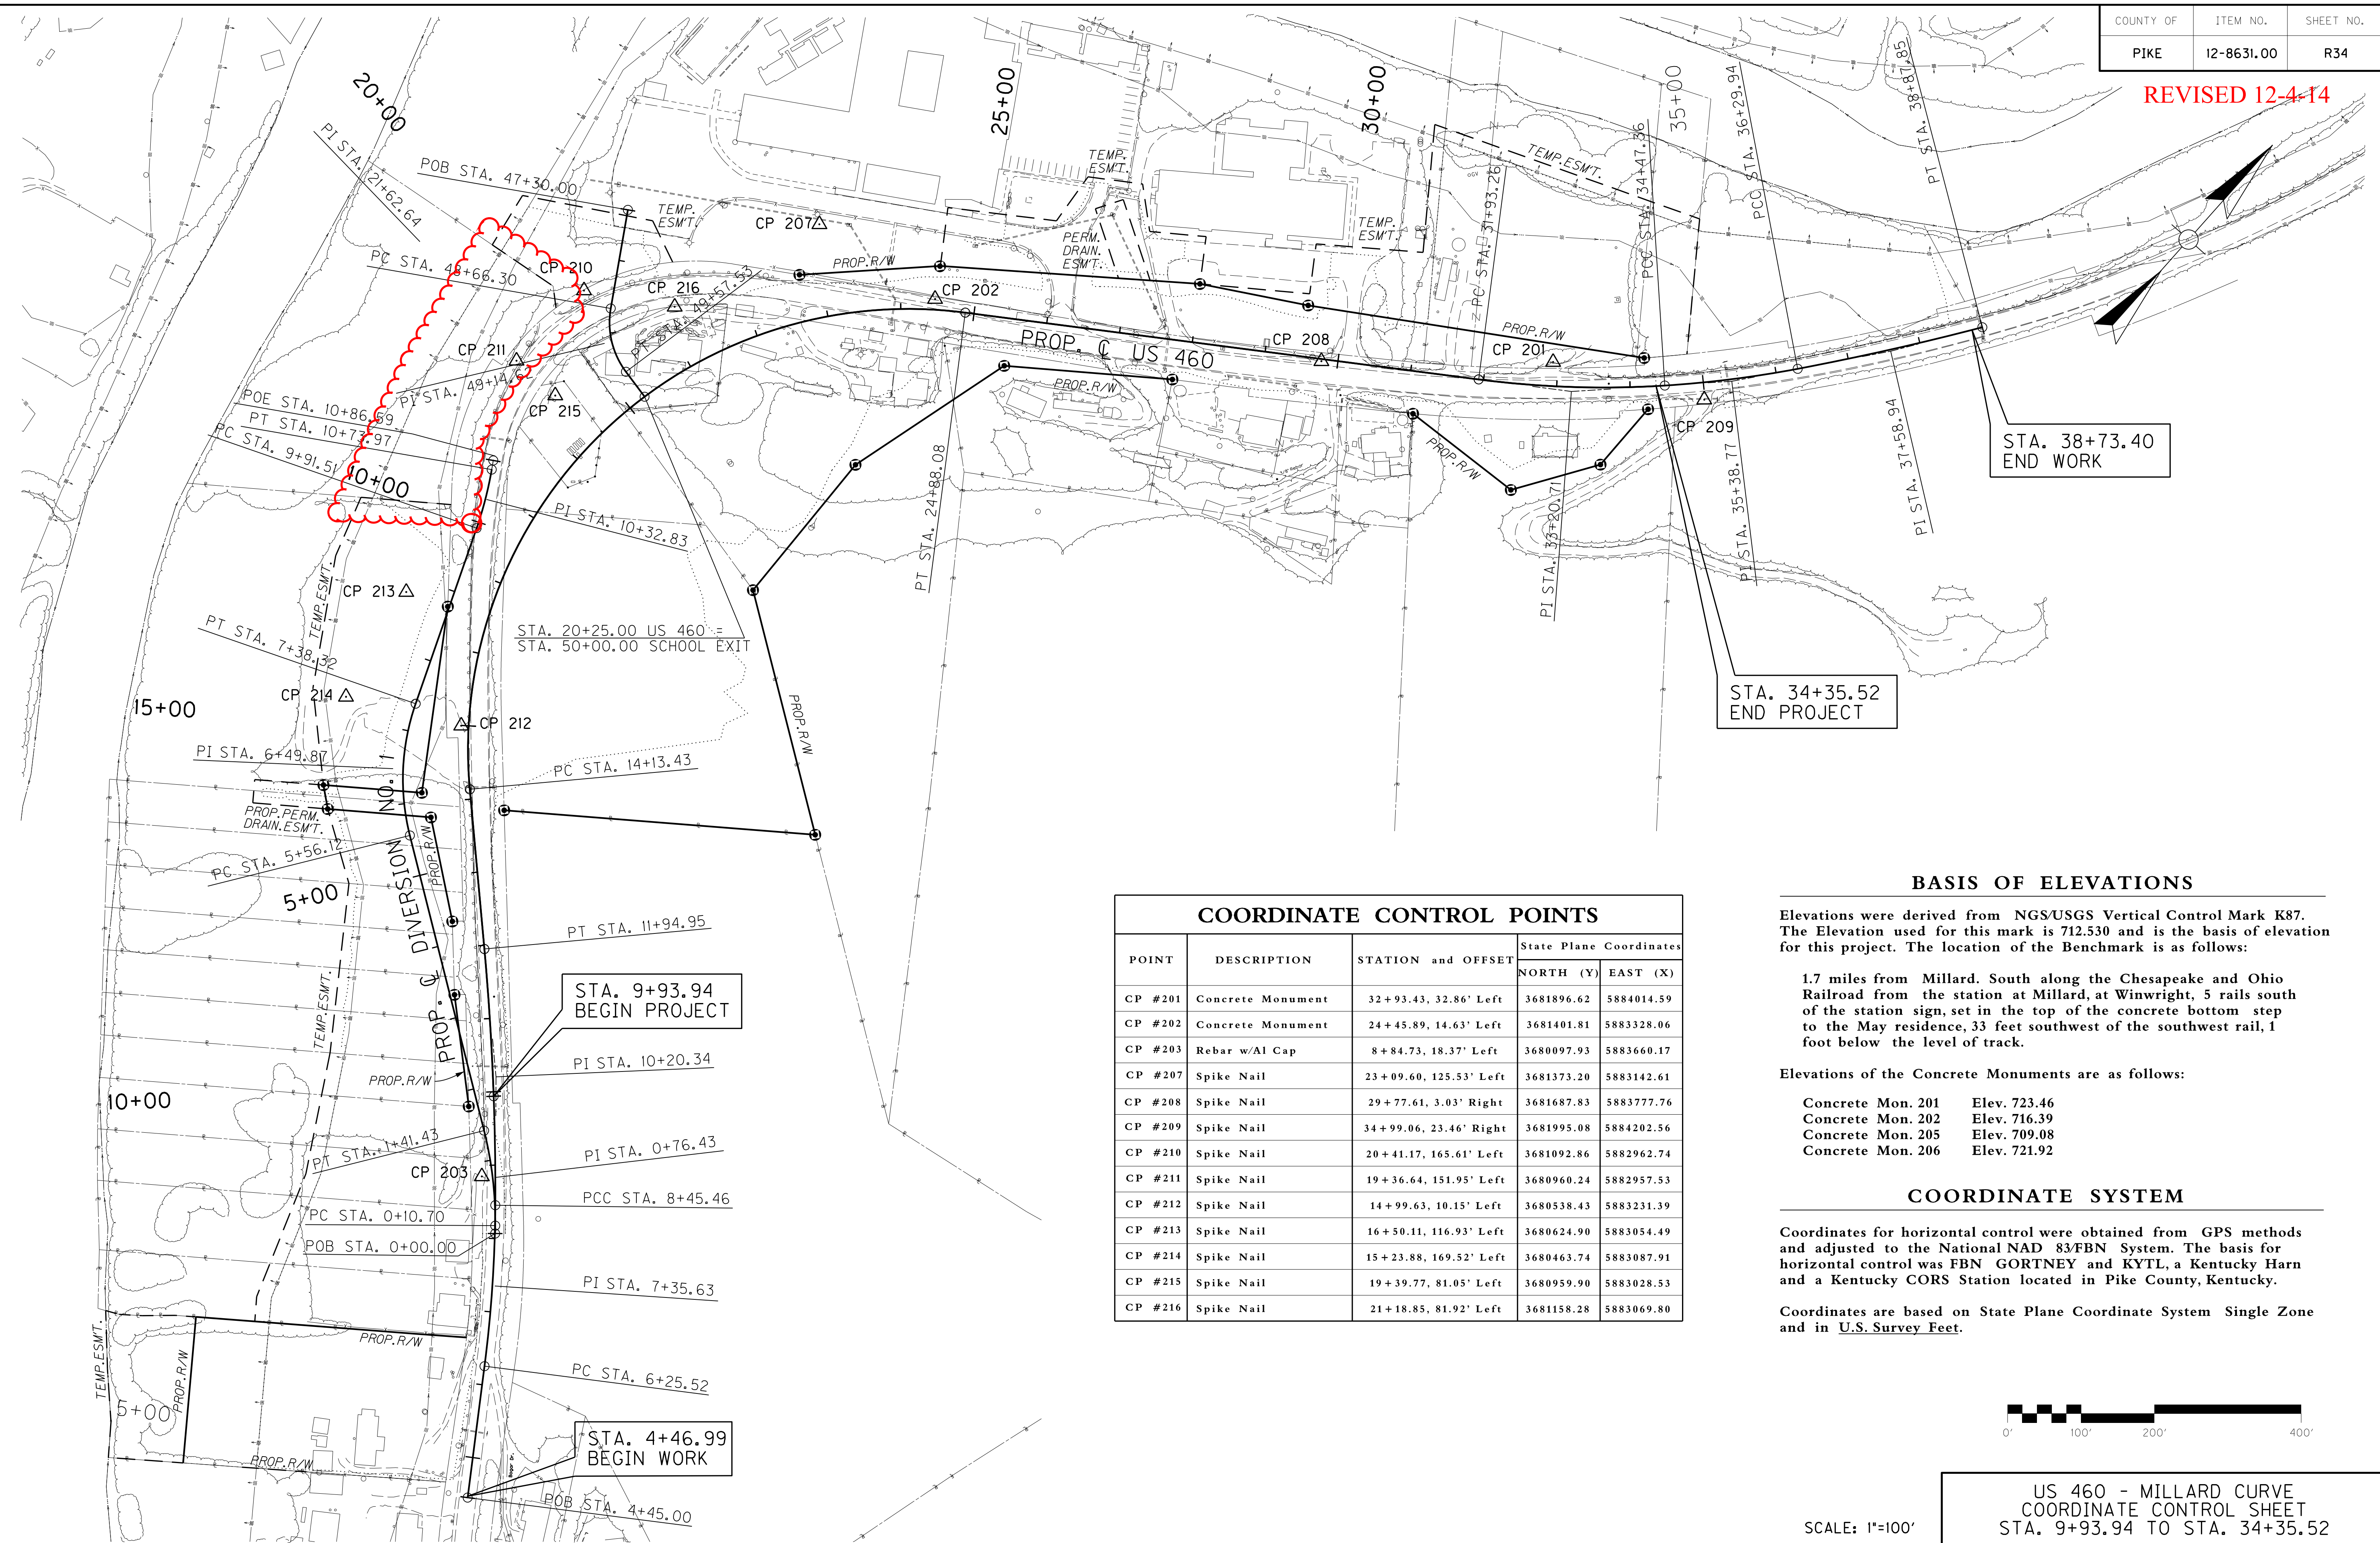 COUNTY OF ITEM NO. SHEET NO.
PIKE 12-8631.00 R34
REVISED 12-4-14
20+00
25+00
30+00
35+00
PI STA. 21+62.64
POB STA. 47+30.00
PC STA. 48+66.30
TEMP.
ESM'T.
CP 207
CP 210
CP 216
PROP.R/W
CP 202
TEMP.
ESM'T.
PERM.
DRAIN.
ESM'T.
TEMP.
ESM'T.
TEMP.ESM'T.
PC STA. 31+93.26
PCC STA. 34+47.36
PCC STA. 36+29.94
PT STA. 38+87.85
CP 211
PI STA. 49+14.
49+57.53
PROP. ℄ US 460
CP 208
CP 201
PROP.R/W
POE STA. 10+86.59
PT STA. 10+73.97
PC STA. 9+91.51
10+00
CP 215
PROP.R/W
CP 209
PROP.R/W
STA. 38+73.40
END WORK
PI STA. 10+32.83
PT STA. 24+88.08
PI STA. 33+20.71
PI STA. 35+38.77
PI STA. 37+58.94
CP 213
TEMP.ESM'T.
PT STA. 7+38.32
STA. 20+25.00 US 460 =
STA. 50+00.00 SCHOOL EXIT
CP 214
15+00
CP 212
PROP.R/W
STA. 34+35.52
END PROJECT
PI STA. 6+49.87
PC STA. 14+13.43
PROP.PERM.
DRAIN.ESM'T.
PROP.R/W
PC STA. 5+56.12
5+00
PROP. ℄ DIVERSION NO. 1
PT STA. 11+94.95
TEMP.ESM'T.
STA. 9+93.94
BEGIN PROJECT
PI STA. 10+20.34
PROP.R/W
10+00
PT STA. 1+41.43
PI STA. 0+76.43
CP 203
PCC STA. 8+45.46
PC STA. 0+10.70
POB STA. 0+00.00
PI STA. 7+35.63
PROP.R/W
TEMP.ESM'T.
PROP.R/W
PC STA. 6+25.52
5+00
STA. 4+46.99
BEGIN WORK
PROP.R/W
POB STA. 4+45.00
COORDINATE CONTROL POINTS
POINT DESCRIPTION STATION and OFFSET State Plane Coordinates
NORTH (Y) EAST (X)
CP #201 Concrete Monument 32+93.43, 32.86' Left 3681896.62 5884014.59
CP #202 Concrete Monument 24+45.89, 14.63' Left 3681401.81 5883328.06
CP #203 Rebar w/Al Cap 8+84.73, 18.37' Left 3680097.93 5883660.17
CP #207 Spike Nail 23+09.60, 125.53' Left 3681373.20 5883142.61
CP #208 Spike Nail 29+77.61, 3.03' Right 3681687.83 5883777.76
CP #209 Spike Nail 34+99.06, 23.46' Right 3681995.08 5884202.56
CP #210 Spike Nail 20+41.17, 165.61' Left 3681092.86 5882962.74
CP #211 Spike Nail 19+36.64, 151.95' Left 3680960.24 5882957.53
CP #212 Spike Nail 14+99.63, 10.15' Left 3680538.43 5883231.39
CP #213 Spike Nail 16+50.11, 116.93' Left 3680624.90 5883054.49
CP #214 Spike Nail 15+23.88, 169.52' Left 3680463.74 5883087.91
CP #215 Spike Nail 19+39.77, 81.05' Left 3680959.90 5883028.53
CP #216 Spike Nail 21+18.85, 81.92' Left 3681158.28 5883069.80
BASIS OF ELEVATIONS
Elevations were derived from NGS/USGS Vertical Control Mark K87.
The Elevation used for this mark is 712.530 and is the basis of elevation
for this project. The location of the Benchmark is as follows:
1.7 miles from Millard. South along the Chesapeake and Ohio
Railroad from the station at Millard, at Winwright, 5 rails south
of the station sign, set in the top of the concrete bottom step
to the May residence, 33 feet southwest of the southwest rail, 1
foot below the level of track.
Elevations of the Concrete Monuments are as follows:
Concrete Mon. 201 Elev. 723.46
Concrete Mon. 202 Elev. 716.39
Concrete Mon. 205 Elev. 709.08
Concrete Mon. 206 Elev. 721.92
COORDINATE SYSTEM
Coordinates for horizontal control were obtained from GPS methods
and adjusted to the National NAD 83/FBN System. The basis for
horizontal control was FBN GORTNEY and KYTL, a Kentucky Harn
and a Kentucky CORS Station located in Pike County, Kentucky.
Coordinates are based on State Plane Coordinate System Single Zone
and in U.S. Survey Feet.
0' 100' 200' 400'
SCALE: 1"=100'
US 460 - MILLARD CURVE
COORDINATE CONTROL SHEET
STA. 9+93.94 TO STA. 34+35.52